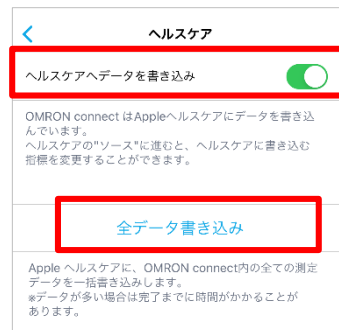 ヘルスケア
ヘルスケアへデータを書き込み
OMRON connect はAppleヘルスケアにデータを書き込
んでいます。
ヘルスケアの"ソース"に進むと、ヘルスケアに書き込む
指標を変更することができます。
全データ書き込み
Apple ヘルスケアに、OMRON connect内の全ての測定
データを一括書き込みします。
※データが多い場合は完了までに時間がかかることが
あります。